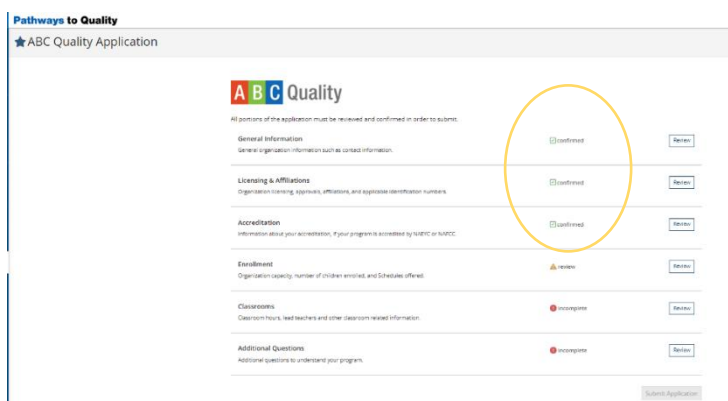 Pathways to Quality
ABC Quality Application
A B C Quality
All portions of the application must be reviewed and confirmed in order to submit.
General Information
General organization information such as contact information.
confirmed
Review
Licensing & Affiliations
Organization licensing, approvals, affiliations, and applicable identification numbers.
confirmed
Review
Accreditation
Information about your accreditation, if your program is accredited by NAEYC or NAFCC.
confirmed
Review
Enrollment
Organization capacity, number of children enrolled, and Schedules offered.
review
Review
Classrooms
Classroom hours, lead teachers and other classroom related information.
incomplete
Review
Additional Questions
Additional questions to understand your program.
incomplete
Review
Submit Application